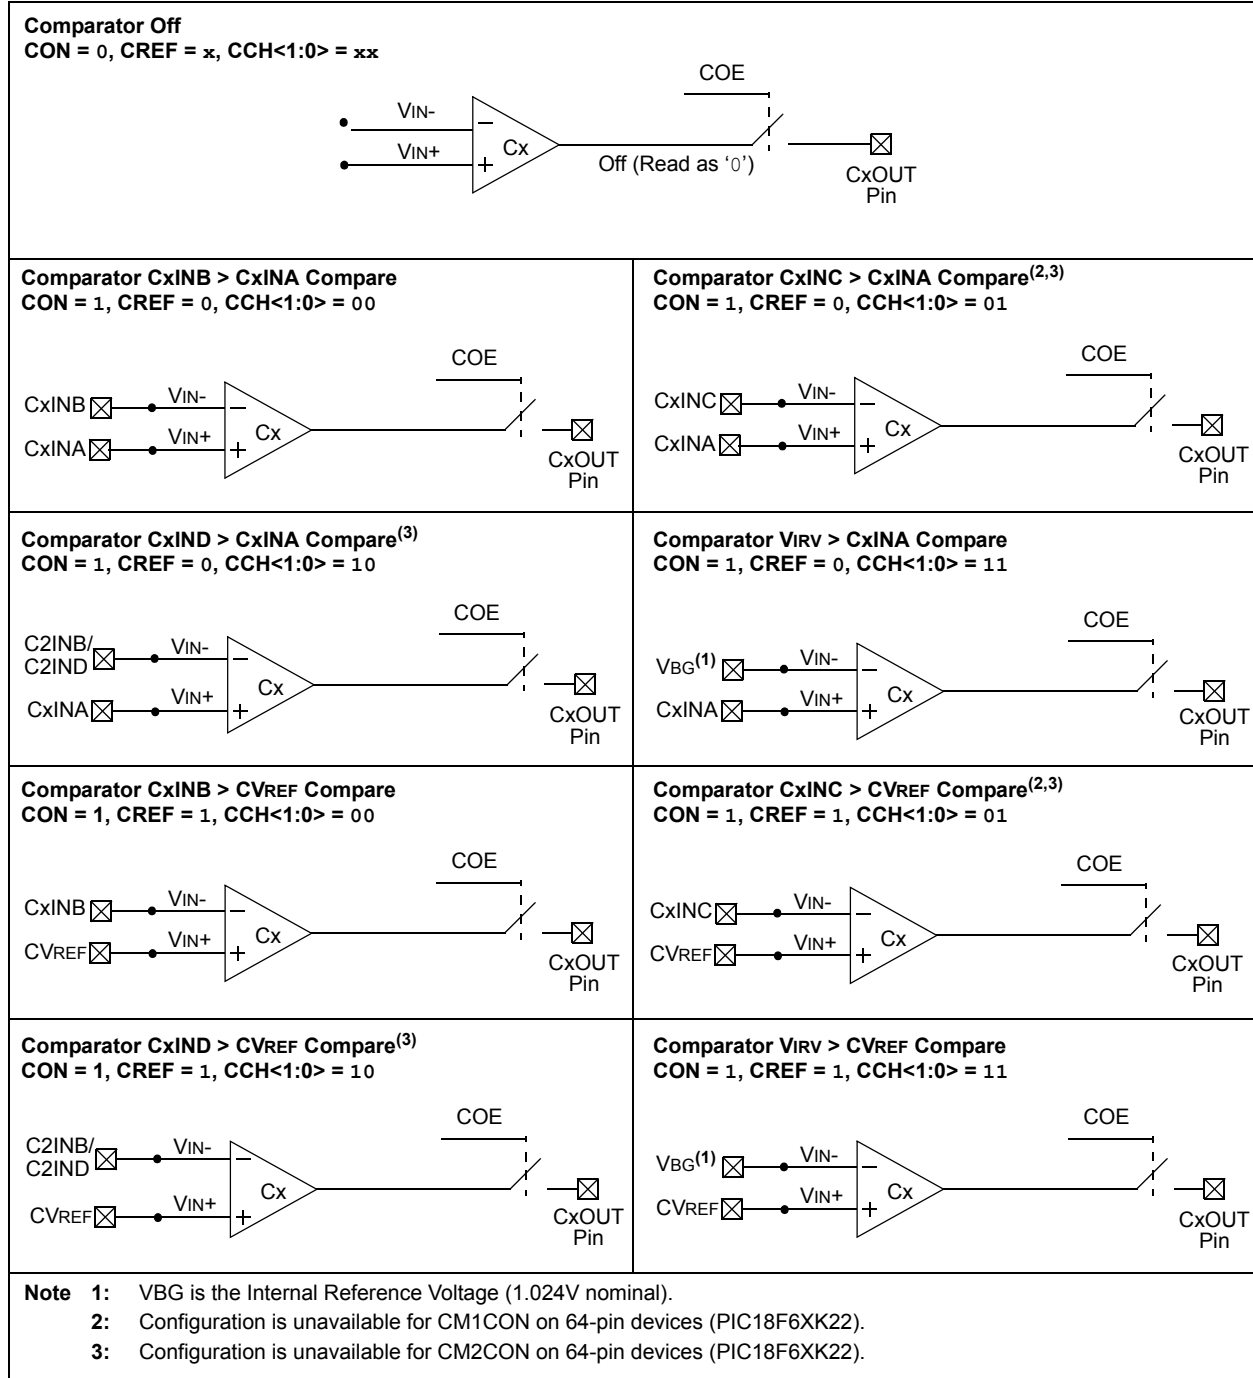 Comparator Off
CON = 0, CREF = x, CCH<1:0> = xx
COE
VIN-
VIN+
Cx
Off (Read as ‘0’)
CxOUT
Pin
Comparator CxINB > CxINA Compare
CON = 1, CREF = 0, CCH<1:0> = 00
COE
CxINB
VIN-
CxINA
VIN+
Cx
CxOUT
Pin
Comparator CxINC > CxINA Compare(2,3)
CON = 1, CREF = 0, CCH<1:0> = 01
COE
CxINC
VIN-
CxINA
VIN+
Cx
CxOUT
Pin
Comparator CxIND > CxINA Compare(3)
CON = 1, CREF = 0, CCH<1:0> = 10
COE
C2INB/
C2IND
VIN-
CxINA
VIN+
Cx
CxOUT
Pin
Comparator VIRV > CxINA Compare
CON = 1, CREF = 0, CCH<1:0> = 11
COE
VBG(1)
VIN-
CxINA
VIN+
Cx
CxOUT
Pin
Comparator CxINB > CVREF Compare
CON = 1, CREF = 1, CCH<1:0> = 00
COE
CxINB
VIN-
CVREF
VIN+
Cx
CxOUT
Pin
Comparator CxINC > CVREF Compare(2,3)
CON = 1, CREF = 1, CCH<1:0> = 01
COE
CxINC
VIN-
CVREF
VIN+
Cx
CxOUT
Pin
Comparator CxIND > CVREF Compare(3)
CON = 1, CREF = 1, CCH<1:0> = 10
COE
C2INB/
C2IND
VIN-
CVREF
VIN+
Cx
CxOUT
Pin
Comparator VIRV > CVREF Compare
CON = 1, CREF = 1, CCH<1:0> = 11
COE
VBG(1)
VIN-
CVREF
VIN+
Cx
CxOUT
Pin
Note 1: VBG is the Internal Reference Voltage (1.024V nominal).
2: Configuration is unavailable for CM1CON on 64-pin devices (PIC18F6XK22).
3: Configuration is unavailable for CM2CON on 64-pin devices (PIC18F6XK22).